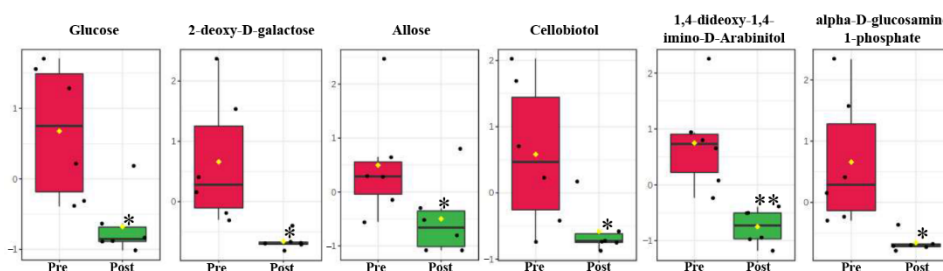 Glucose
2-deoxy-D-galactose
Allose
Cellobiotol
1,4-dideoxy-1,4-
imino-D-Arabinitol
alpha-D-glucosamine
1-phosphate
1
0
-1
*
Pre
Post
2
1
0
*
Pre
Post
2
1
0
-1
*
Pre
Post
2
1
0
-1
*
Pre
Post
2
1
0
-1
**
Pre
Post
2
1
0
-1
*
Pre
Post